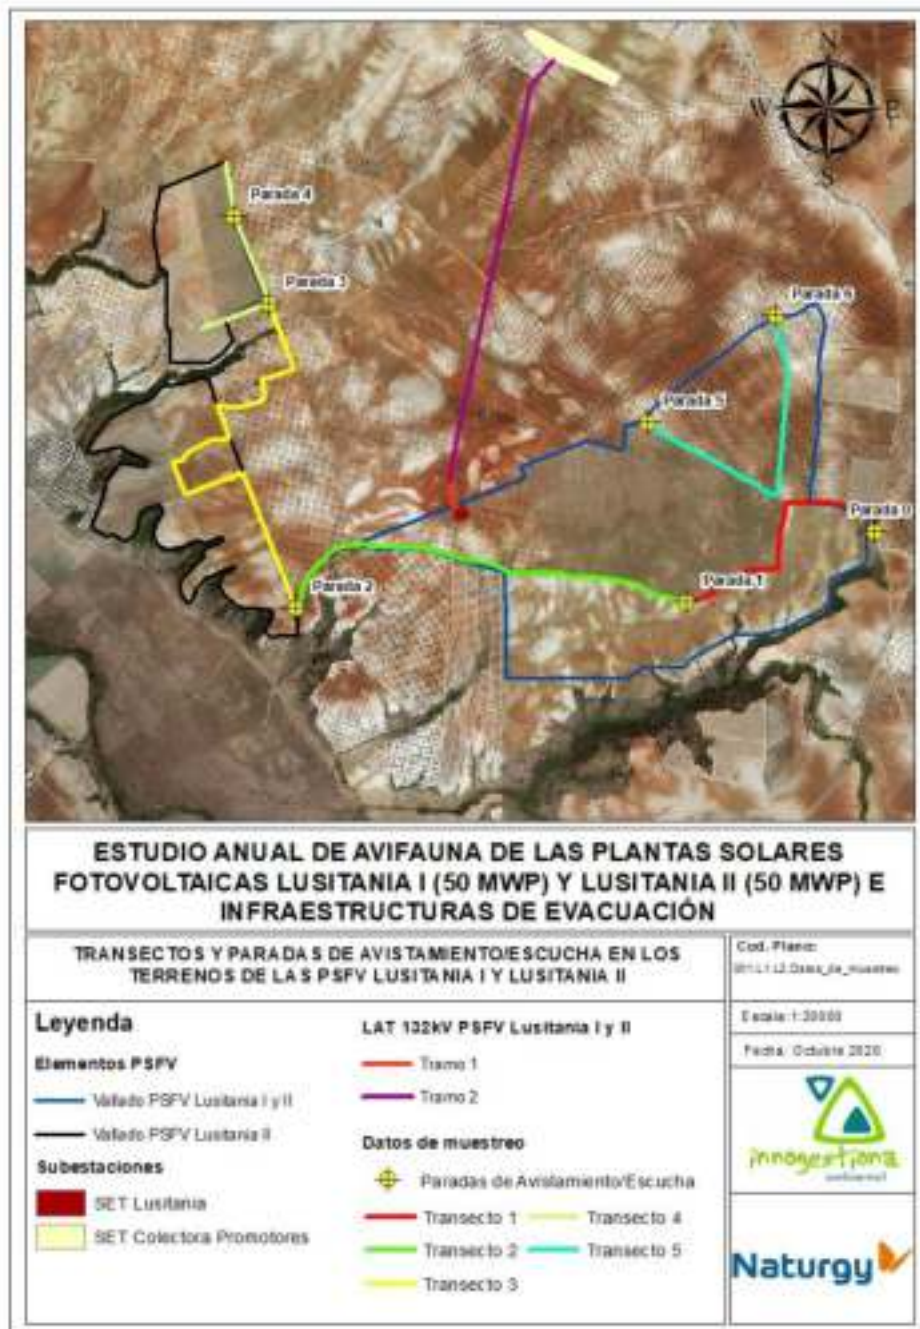 N
W E
S
Parada 4
Parada 3
Parada 6
Parada 5
Parada 0
Parada 1
Parada 2
ESTUDIO ANUAL DE AVIFAUNA DE LAS PLANTAS SOLARES
FOTOVOLTAICAS LUSITANIA I (50 MWP) Y LUSITANIA II (50 MWP) E
INFRAESTRUCTURAS DE EVACUACIÓN
TRANSECTOS Y PARADAS DE AVISTAMIENTO/ESCUCHA EN LOS
TERRENOS DE LAS PSFV LUSITANIA I Y LUSITANIA II
Cod. Plano:
Escala: 1:20000
Fecha: Octubre 2020
Leyenda
Elementos PSFV
Vallado PSFV Lusitania I y II
Vallado PSFV Lusitania II
Subestaciones
SET Lusitania
SET Colectora Promotores
LAT 132kV PSFV Lusitania I y II
Tramo 1
Tramo 2
Datos de muestreo
Paradas de Avistamiento/Escucha
Transecto 1 Transecto 4
Transecto 2 Transecto 5
Transecto 3
innogestiona
ambiental
Naturgy